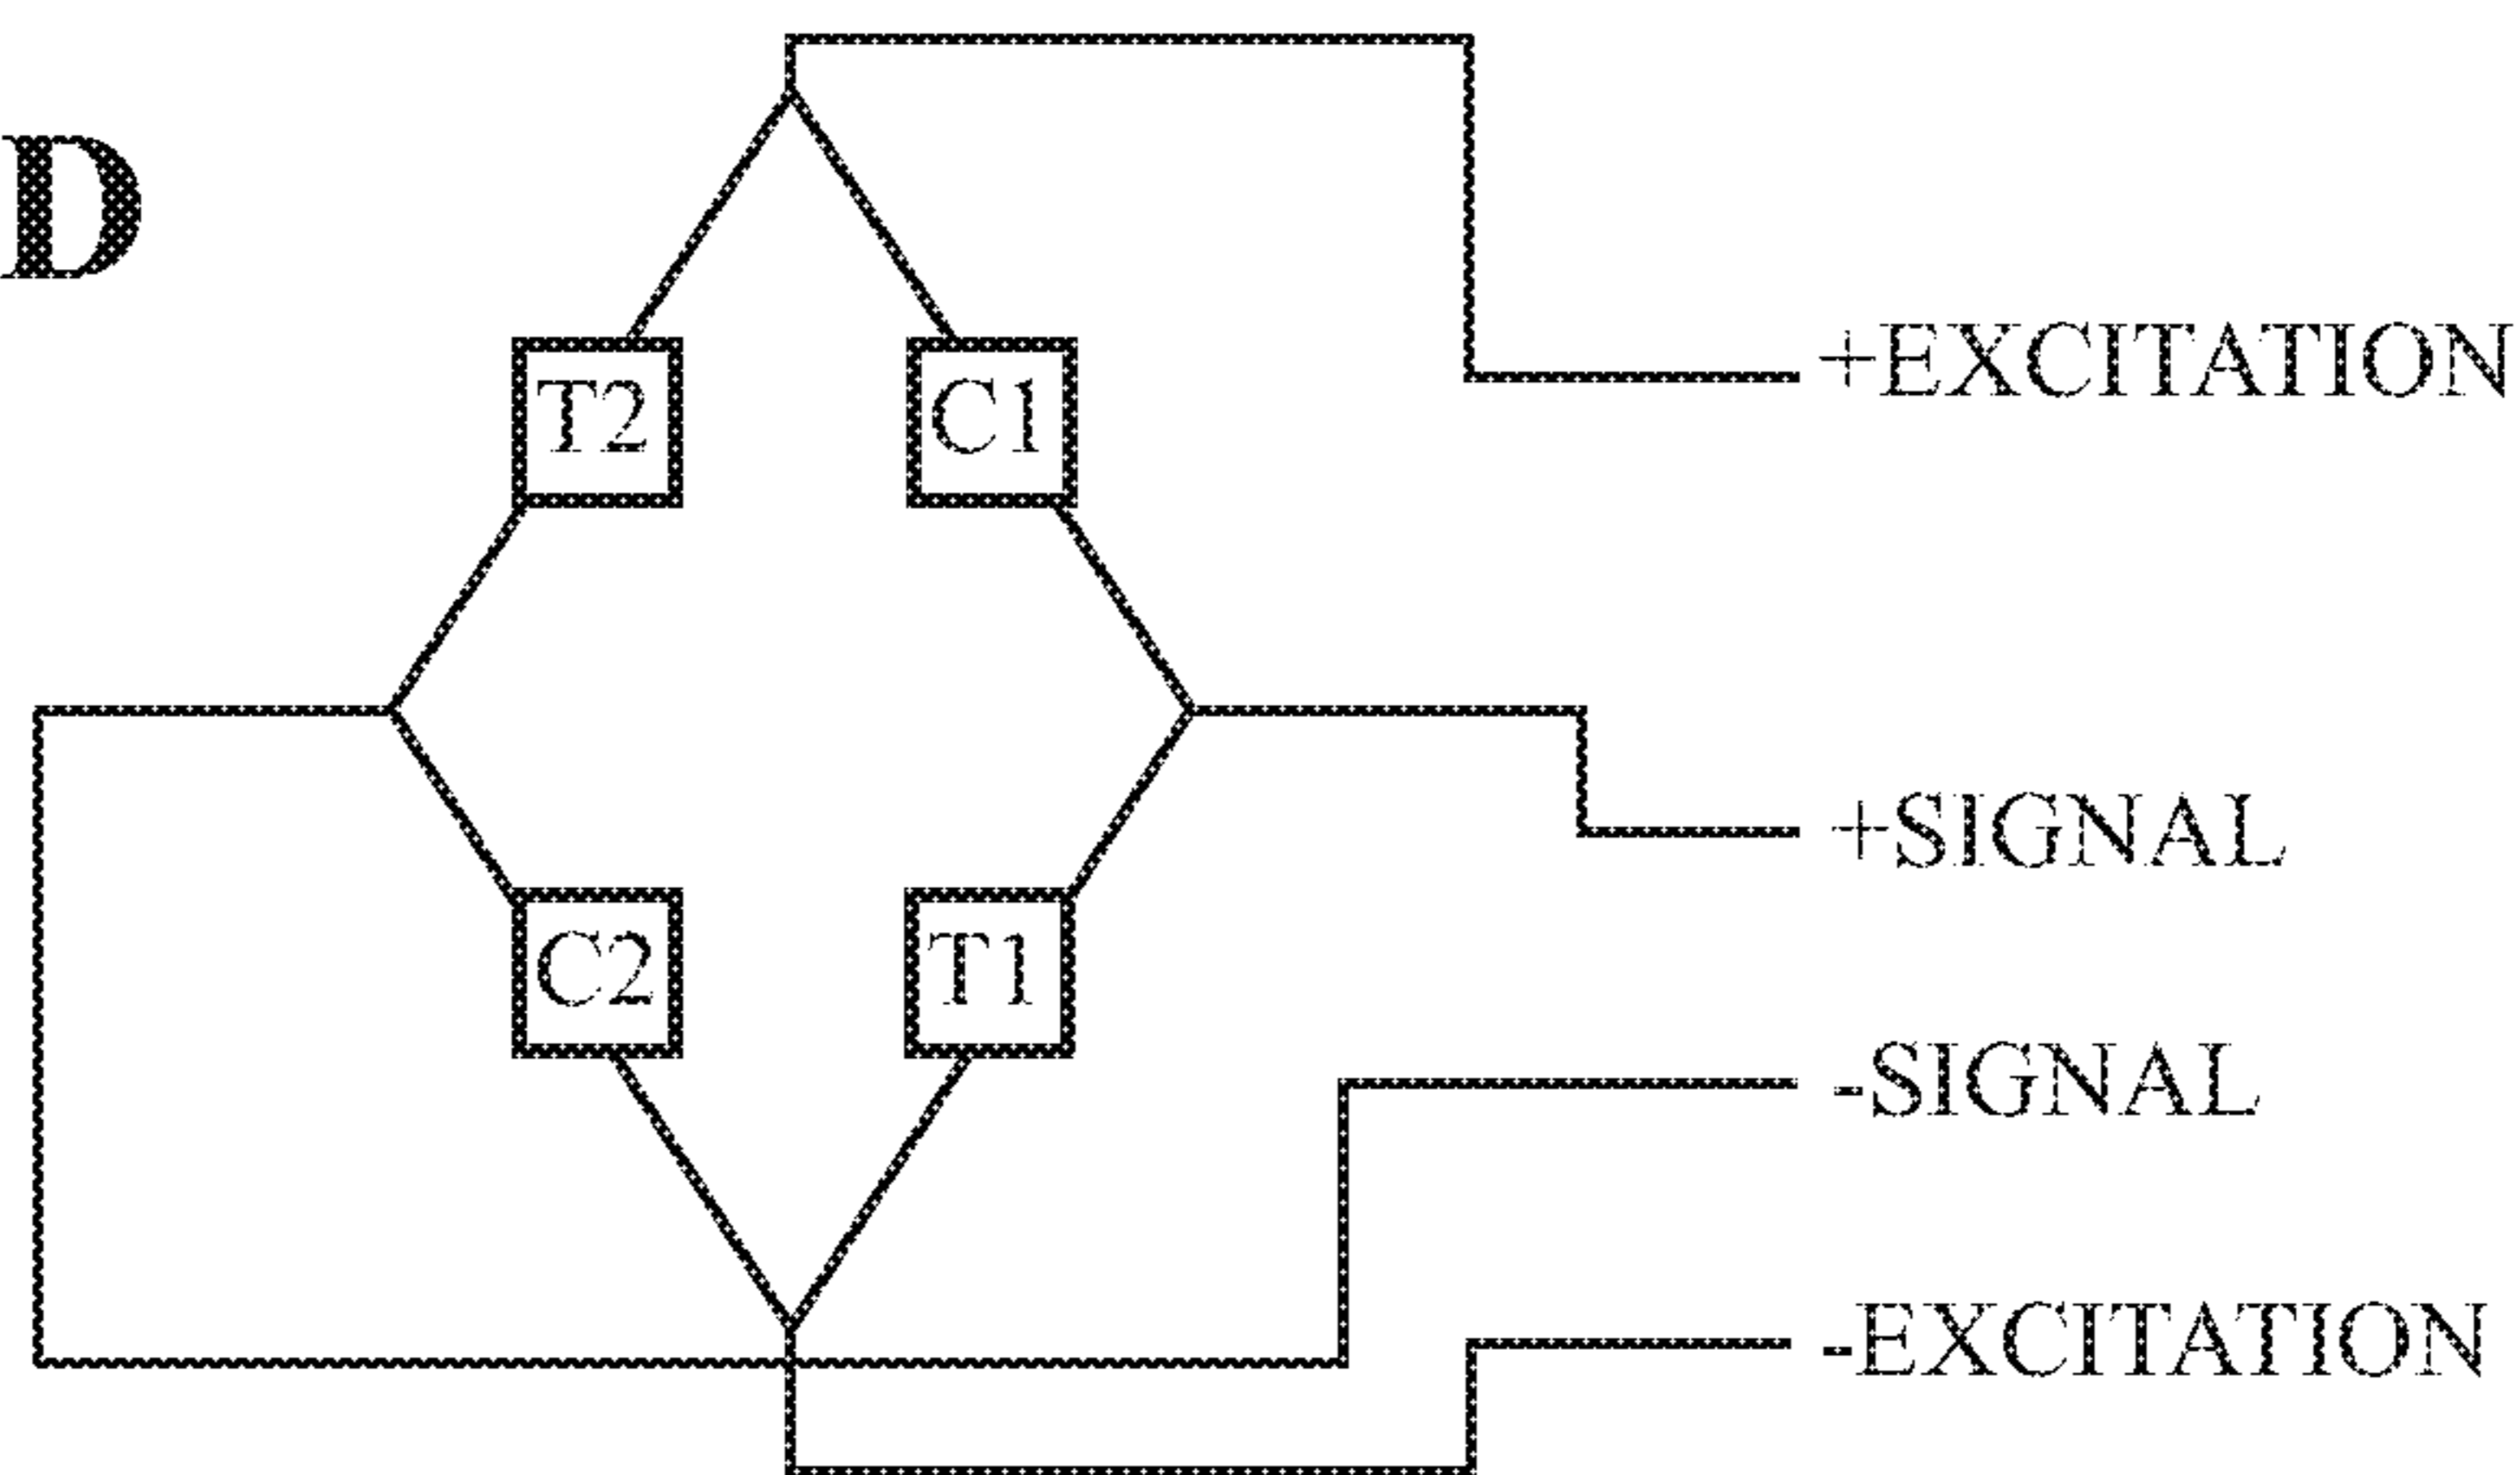 D
T2
C1
+EXCITATION
+SIGNAL
C2
T1
-SIGNAL
-EXCITATION